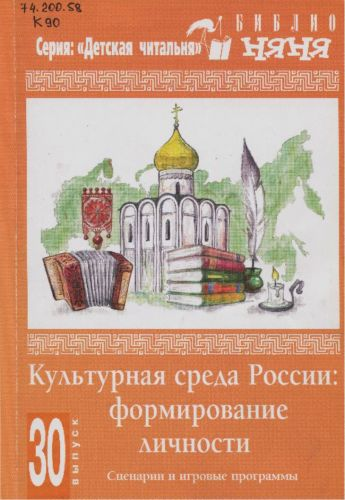 74.200.58
К90
БИБЛИО
Серия: «Детская читальня»
НЯНЯ
Культурная среда России:
формирование
личности
30
выпуск
Сценарии и игровые программы